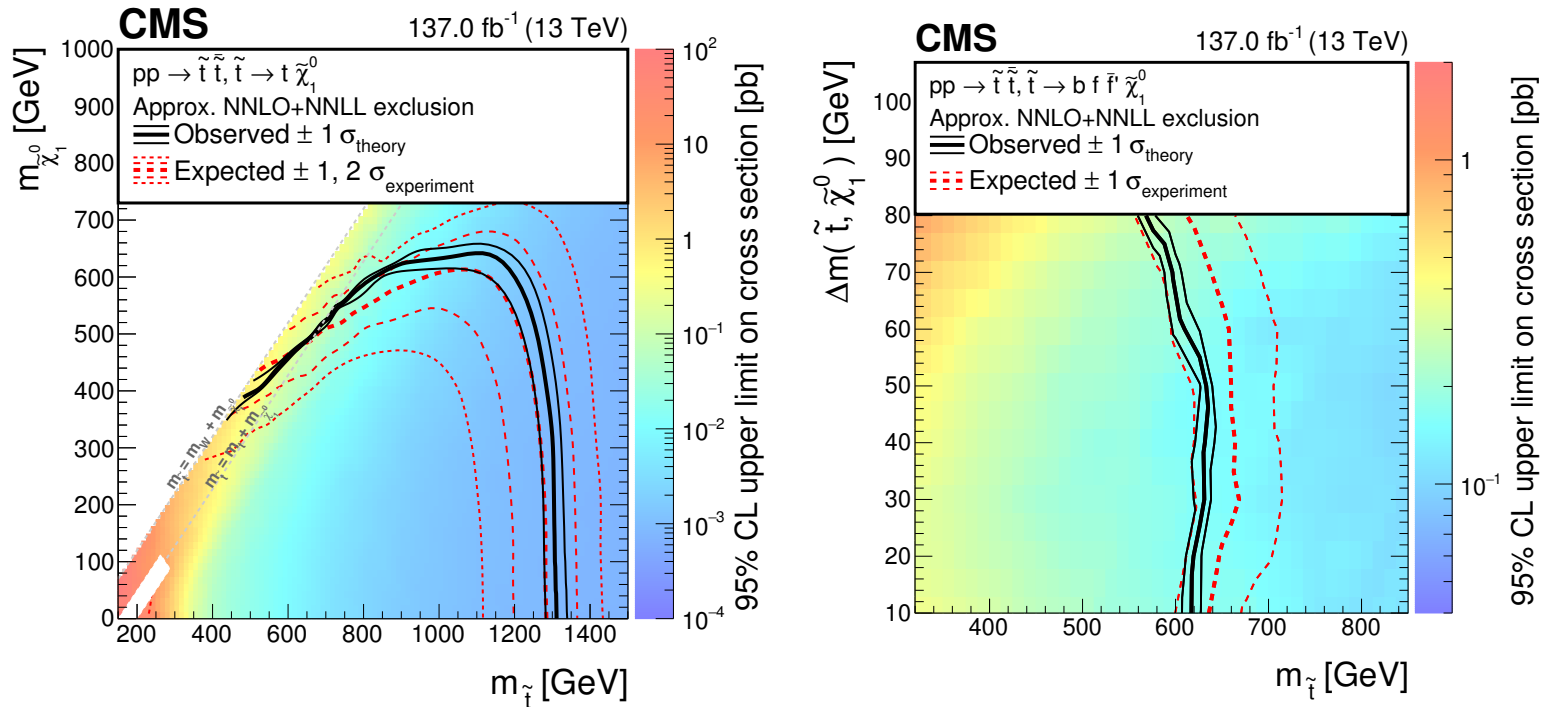 CMS 137.0 fb⁻¹ (13 TeV)
pp → t̃ t̃̄, t̃ → t χ̃₁⁰
Approx. NNLO+NNLL exclusion
Observed ± 1 σ_theory
Expected ± 1, 2 σ_experiment
m_χ̃₁⁰ [GeV]
1000
900
800
700
600
500
400
300
200
100
0
m_t̃ = m_W + m_χ̃₁⁰
m_t̃ = m_t + m_χ̃₁⁰
200 400 600 800 1000 1200 1400
m_t̃ [GeV]
10²
10
1
10⁻¹
10⁻²
10⁻³
10⁻⁴
95% CL upper limit on cross section [pb]
CMS 137.0 fb⁻¹ (13 TeV)
pp → t̃ t̃̄, t̃ → b f f̄' χ̃₁⁰
Approx. NNLO+NNLL exclusion
Observed ± 1 σ_theory
Expected ± 1 σ_experiment
Δm( t̃, χ̃₁⁰ ) [GeV]
100
90
80
70
60
50
40
30
20
10
400 500 600 700 800
m_t̃ [GeV]
1
10⁻¹
95% CL upper limit on cross section [pb]